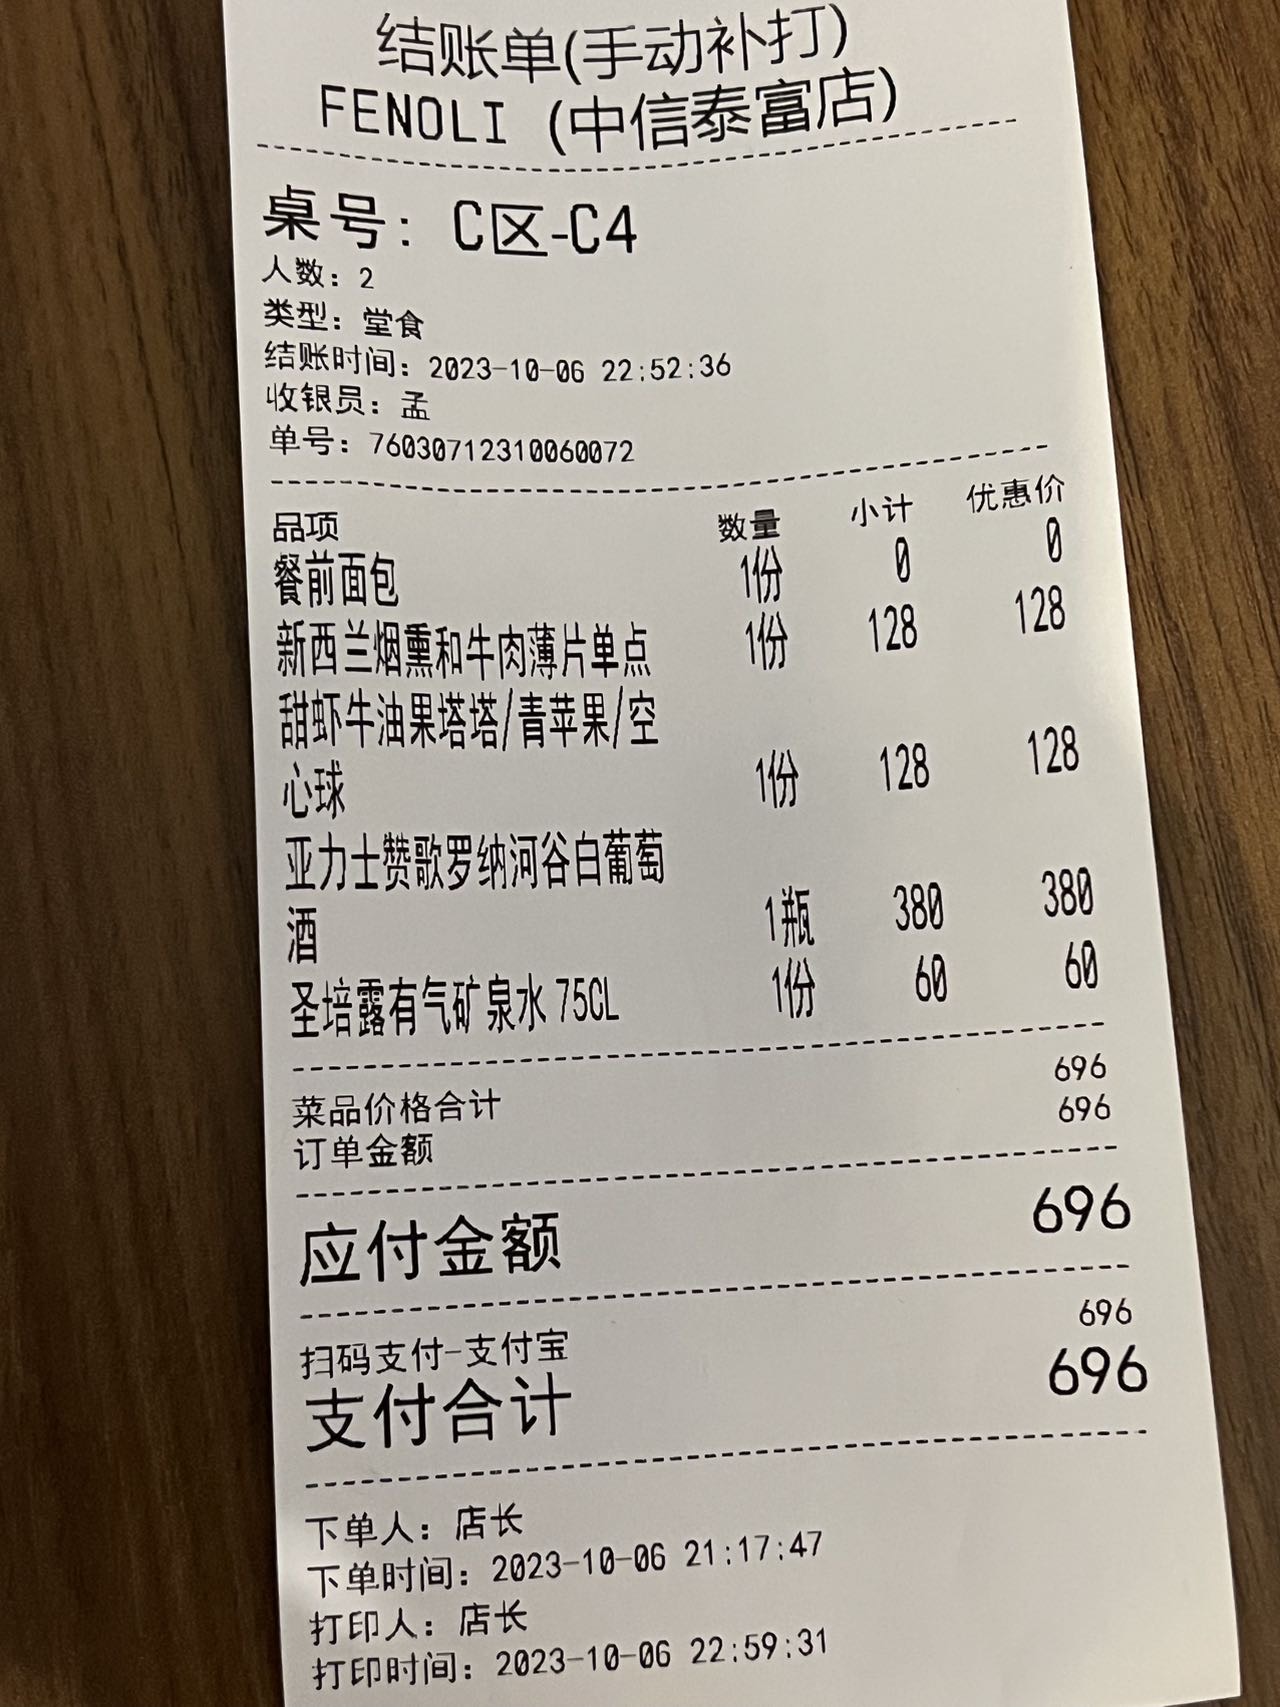 结账单(手动补打)
FENOLI (中信泰富店)
桌号: C区-C4
人数: 2
类型: 堂食
结账时间: 2023-10-06 22:52:36
收银员: 孟
单号: 76030712310060072
品项 数量 小计 优惠价
餐前面包 1份 0 0
新西兰烟熏和牛肉薄片单点 1份 128 128
甜虾牛油果塔塔/青苹果/空
心球 1份 128 128
亚力士赞歌罗纳河谷白葡萄
酒 1瓶 380 380
圣培露有气矿泉水 75CL 1份 60 60
菜品价格合计 696
订单金额 696
应付金额 696
扫码支付-支付宝 696
支付合计 696
下单人: 店长
下单时间: 2023-10-06 21:17:47
打印人: 店长
打印时间: 2023-10-06 22:59:31